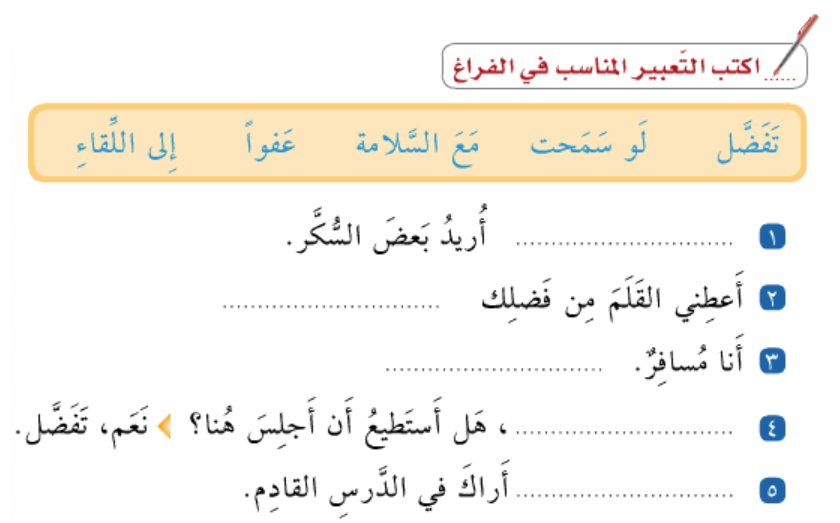 اكتب التّعبير المناسب في الفراغ ......
تَفَضَّل لَو سَمَحت مَعَ السَّلامة عَفواً إِلى اللِّقاءِ
١ ............................... أُريدُ بَعضَ السُّكَّر.
٢ أَعطِني القَلَمَ مِن فَضلِك ...............................
٣ أَنا مُسافِرٌ. ...............................
٤ ...............................، هَل أَستَطيعُ أَن أَجلِسَ هُنا؟ نَعَم، تَفَضَّل.
٥ ............................... أَراكَ في الدَّرسِ القادِم.